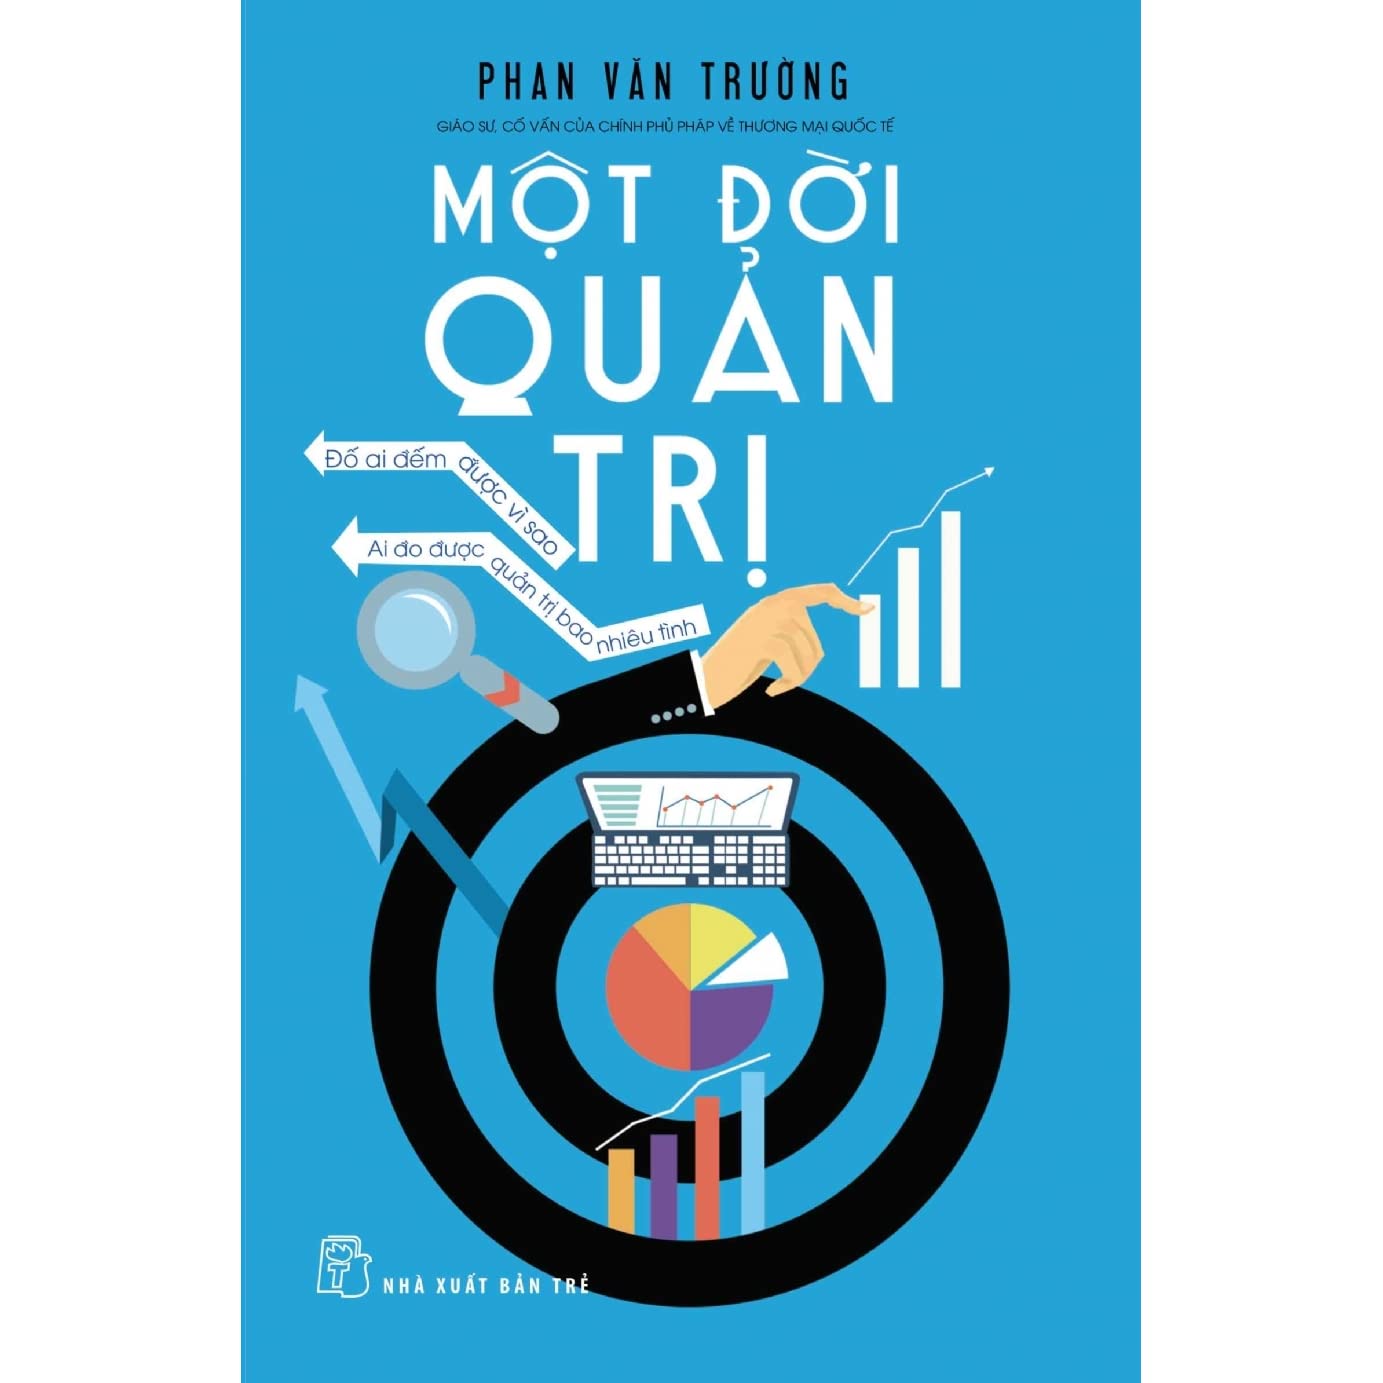 PHAN VĂN TRƯỜNG
GIÁO SƯ, CỐ VẤN CỦA CHÍNH PHỦ PHÁP VỀ THƯƠNG MẠI QUỐC TẾ
MỘT ĐỜI
QUẢN
TRỊ
Đố ai đếm được vì sao
Ai đo được quản trị bao nhiêu tình
T
NHÀ XUẤT BẢN TRẺ